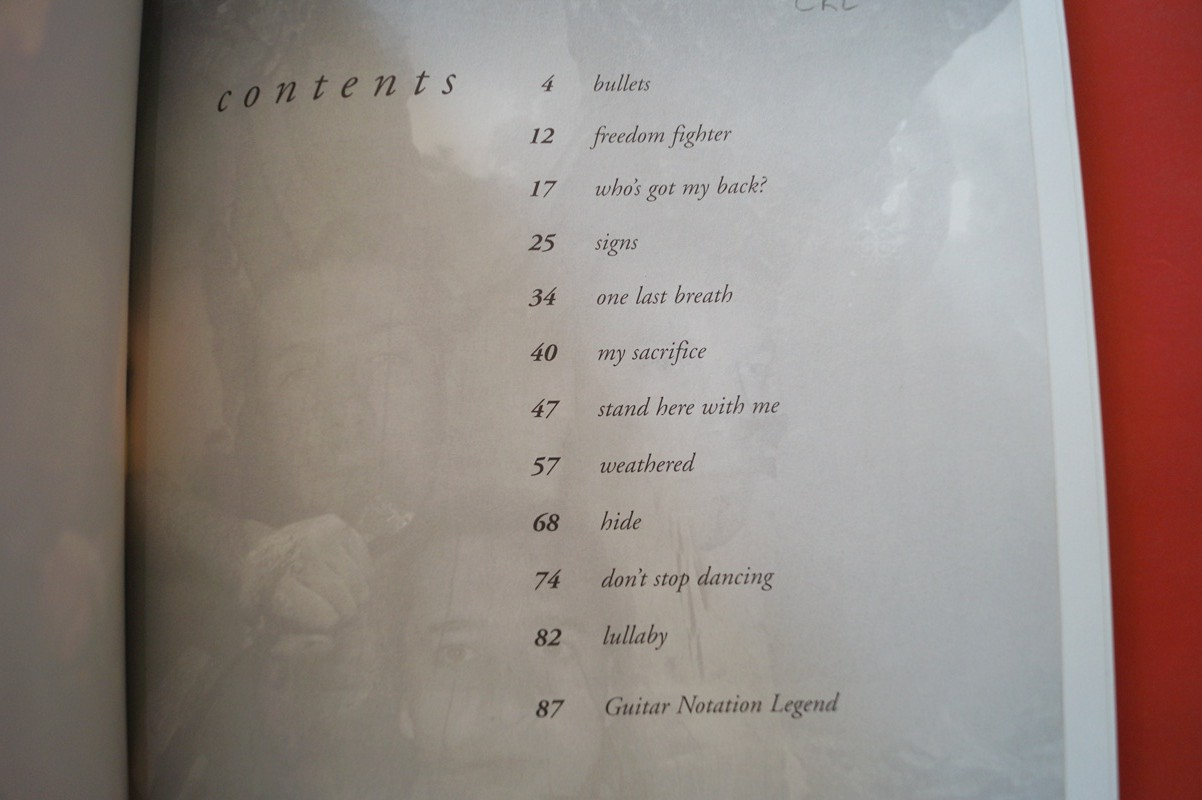 contents
4 bullets
12 freedom fighter
17 who's got my back?
25 signs
34 one last breath
40 my sacrifice
47 stand here with me
57 weathered
68 hide
74 don't stop dancing
82 lullaby
87 Guitar Notation Legend